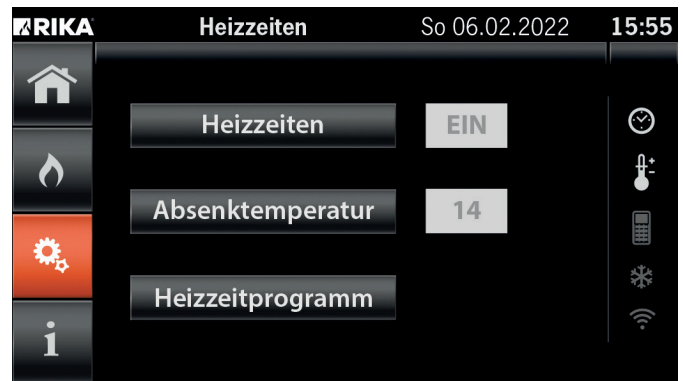 RIKA Heizzeiten So 06.02.2022 15:55
Heizzeiten EIN
Absenktemperatur 14
Heizzeitprogramm
i